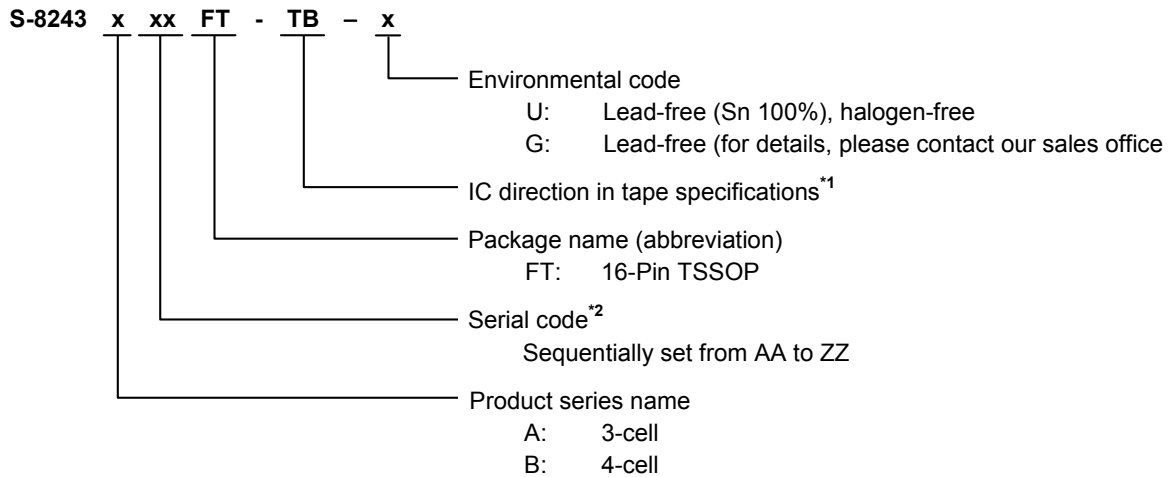 S-8243 x xx FT - TB – x
Environmental code
U: Lead-free (Sn 100%), halogen-free
G: Lead-free (for details, please contact our sales office
IC direction in tape specifications*1
Package name (abbreviation)
FT: 16-Pin TSSOP
Serial code*2
Sequentially set from AA to ZZ
Product series name
A: 3-cell
B: 4-cell